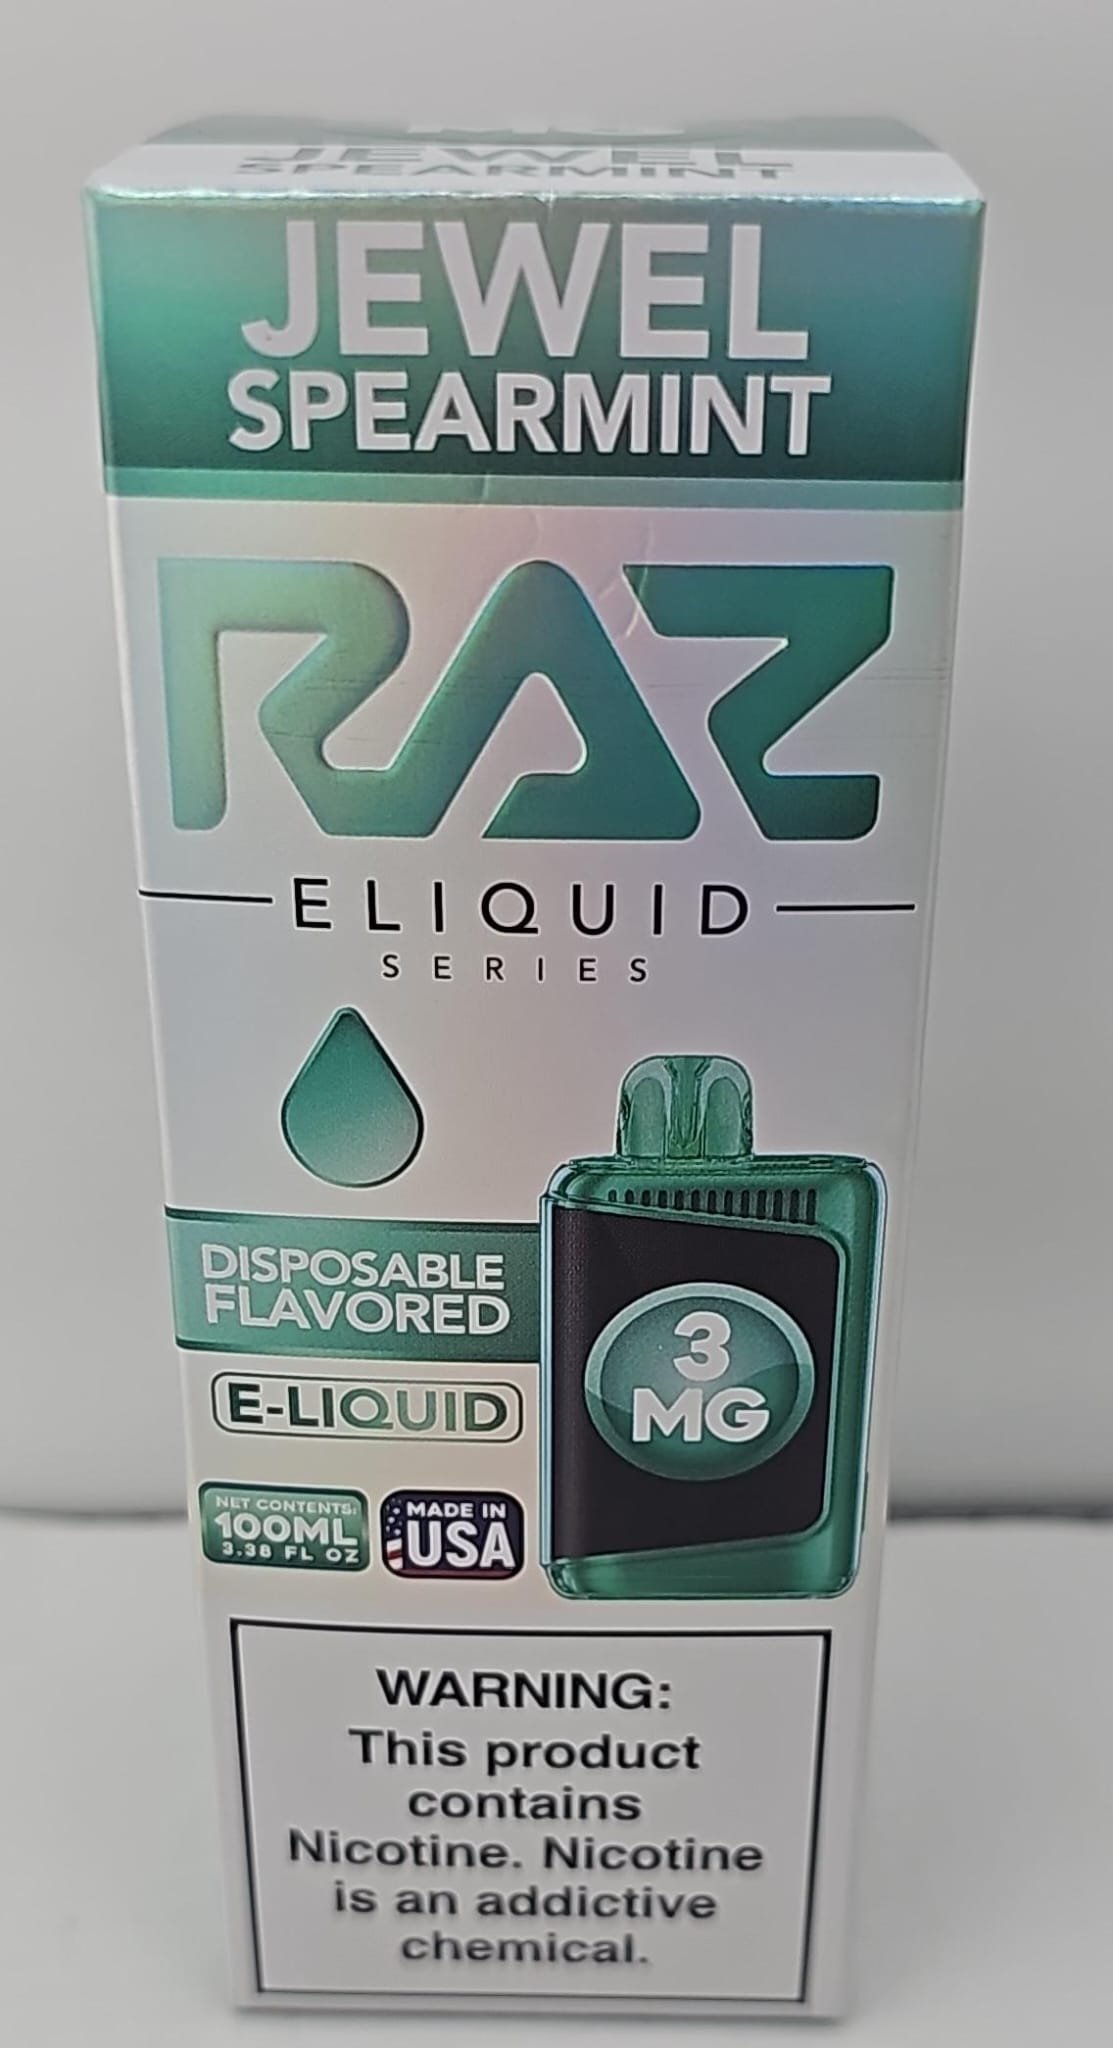 JEWEL
SPEARMINT
JEWEL
SPEARMINT
RAZ
ELIQUID
SERIES
DISPOSABLE
FLAVORED
E-LIQUID
3
MG
NET CONTENTS:
100ML
3.38 FL OZ
MADE IN
USA
WARNING:
This product
contains
Nicotine. Nicotine
is an addictive
chemical.